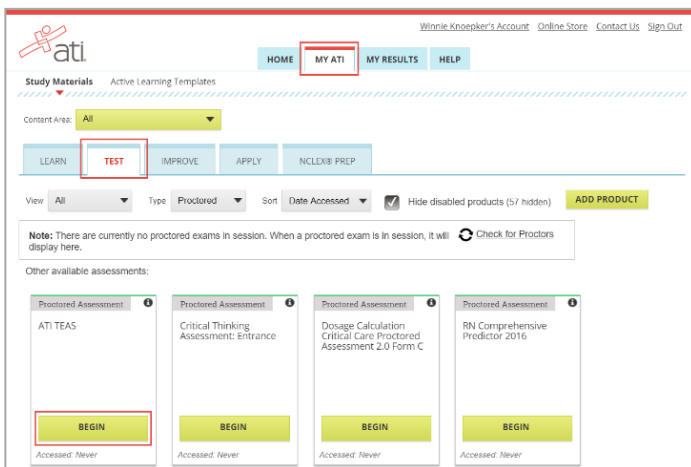 Winnie Knoepker's Account Online Store Contact Us Sign Out
ati.
HOME MY ATI MY RESULTS HELP
Study Materials Active Learning Templates
Content Area: All
LEARN TEST IMPROVE APPLY NCLEX® PREP
View All Type Proctored Sort Date Accessed Hide disabled products (57 hidden) ADD PRODUCT
Note: There are currently no proctored exams in session. When a proctored exam is in session, it will Check for Proctors
display here.
Other available assessments:
Proctored Assessment Proctored Assessment Proctored Assessment Proctored Assessment
ATI TEAS Critical Thinking Dosage Calculation RN Comprehensive
Assessment: Entrance Critical Care Proctored Predictor 2016
Assessment 2.0 Form C
BEGIN BEGIN BEGIN BEGIN
Accessed: Never Accessed: Never Accessed: Never Accessed: Never